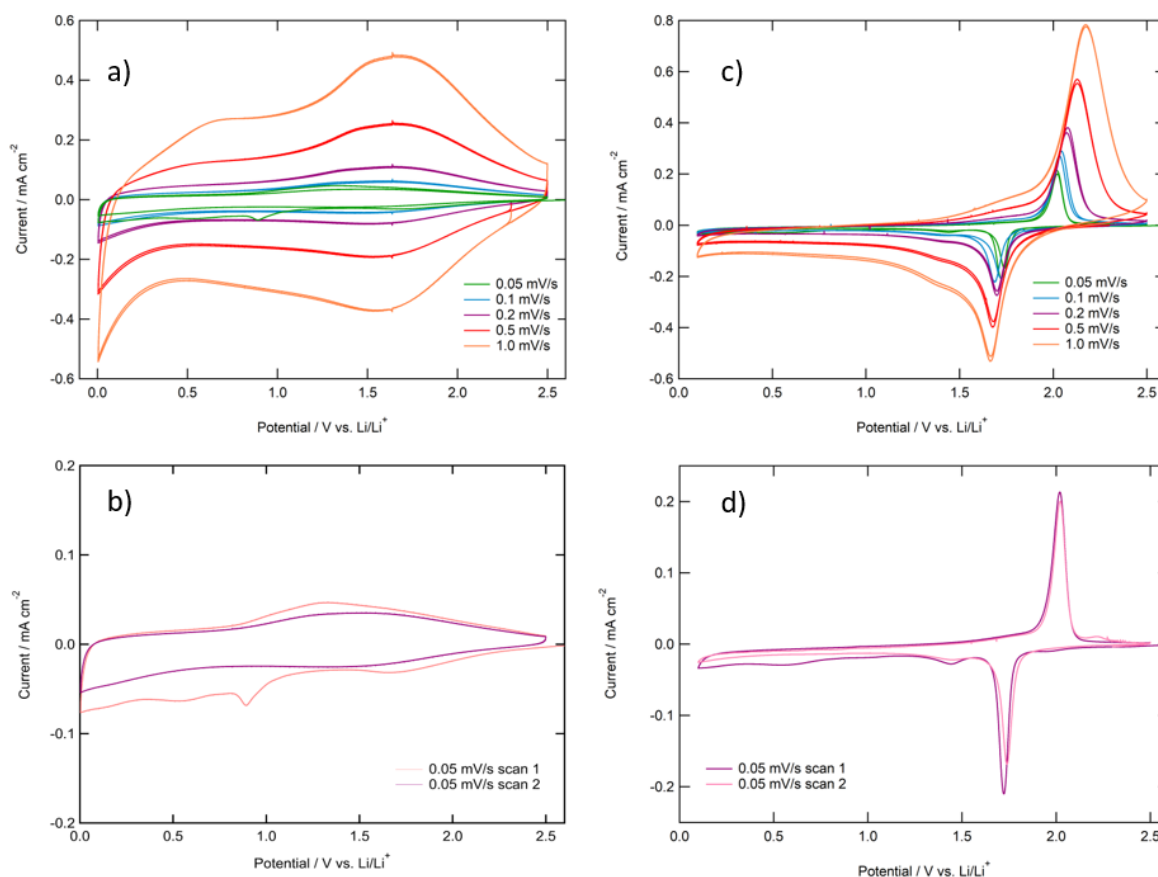 a)
0.6
0.4
0.2
0.0
-0.2
-0.4
-0.6
Current / mA cm-2
0.05 mV/s
0.1 mV/s
0.2 mV/s
0.5 mV/s
1.0 mV/s
0.0 0.5 1.0 1.5 2.0 2.5
Potential / V vs. Li/Li+
c)
0.8
0.6
0.4
0.2
0.0
-0.2
-0.4
-0.6
Current / mA cm-2
0.05 mV/s
0.1 mV/s
0.2 mV/s
0.5 mV/s
1.0 mV/s
0.0 0.5 1.0 1.5 2.0 2.5
Potential / V vs. Li/Li+
b)
0.2
0.1
0.0
-0.1
-0.2
Current / mA cm-2
0.05 mV/s scan 1
0.05 mV/s scan 2
0.0 0.5 1.0 1.5 2.0 2.5
Potential / V vs. Li/Li+
d)
0.2
0.1
0.0
-0.1
-0.2
Current / mA cm-2
0.05 mV/s scan 1
0.05 mV/s scan 2
0.0 0.5 1.0 1.5 2.0 2.5
Potential / V vs. Li/Li+